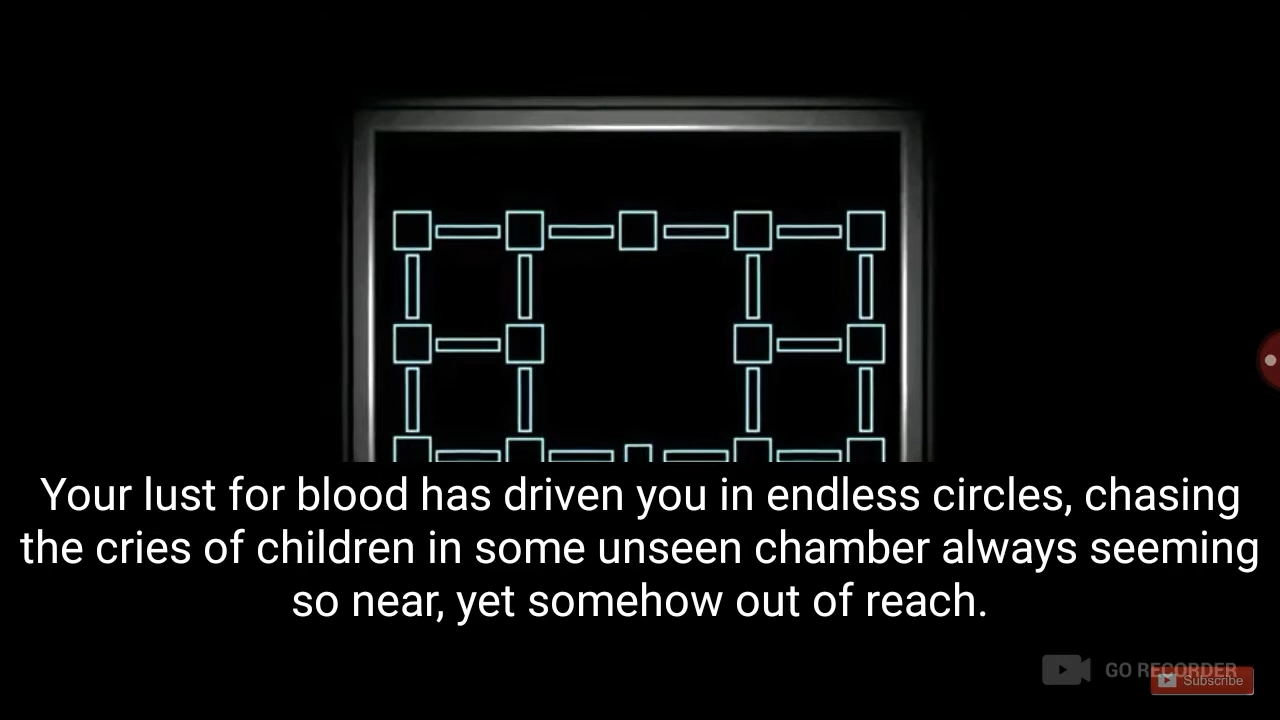 Your lust for blood has driven you in endless circles, chasing
the cries of children in some unseen chamber always seeming
so near, yet somehow out of reach.
GO RECORDER
Subscribe